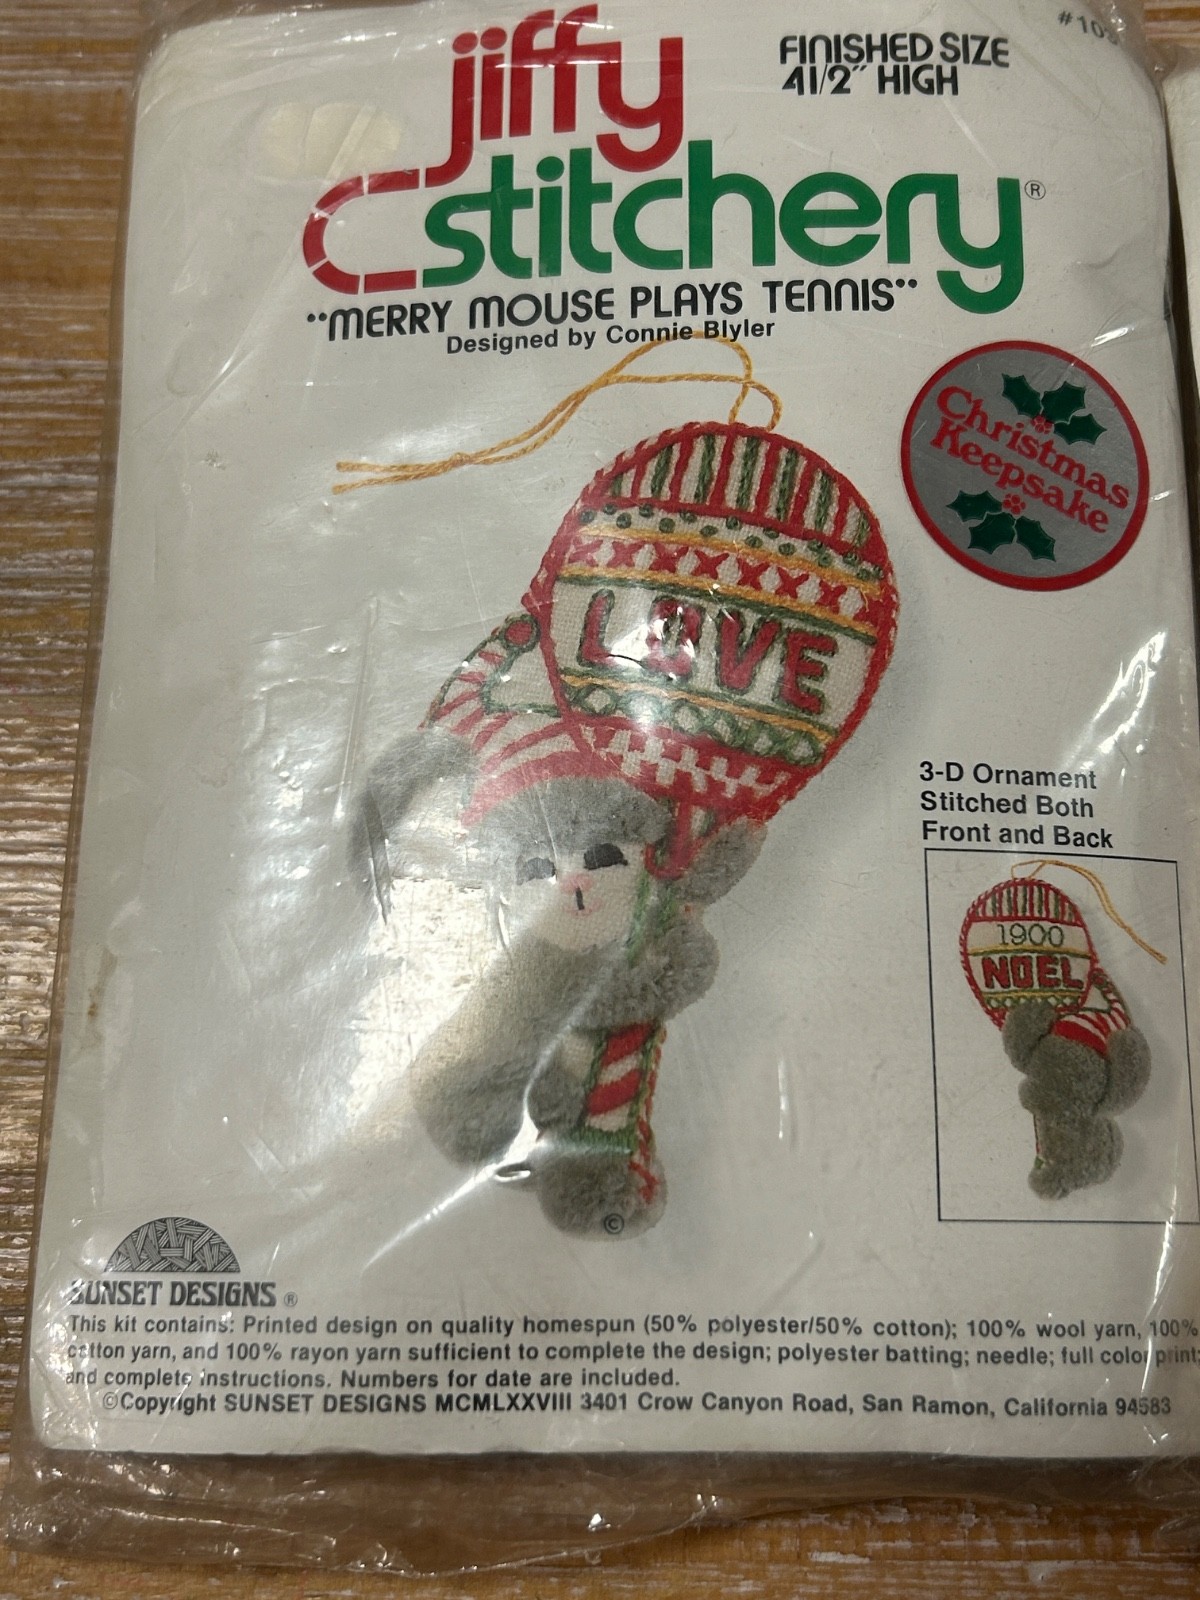 jiffy
stitchery®
FINISHED SIZE
4 1/2" HIGH
"MERRY MOUSE PLAYS TENNIS"
Designed by Connie Blyler
Christmas
Keepsake
LOVE
3-D Ornament
Stitched Both
Front and Back
1900
NOEL
©
SUNSET DESIGNS ®
This kit contains: Printed design on quality homespun (50% polyester/50% cotton); 100% wool yarn, 100%
cotton yarn, and 100% rayon yarn sufficient to complete the design; polyester batting; needle; full color print;
and complete instructions. Numbers for date are included.
©Copyright SUNSET DESIGNS MCMLXXVIII 3401 Crow Canyon Road, San Ramon, California 94583